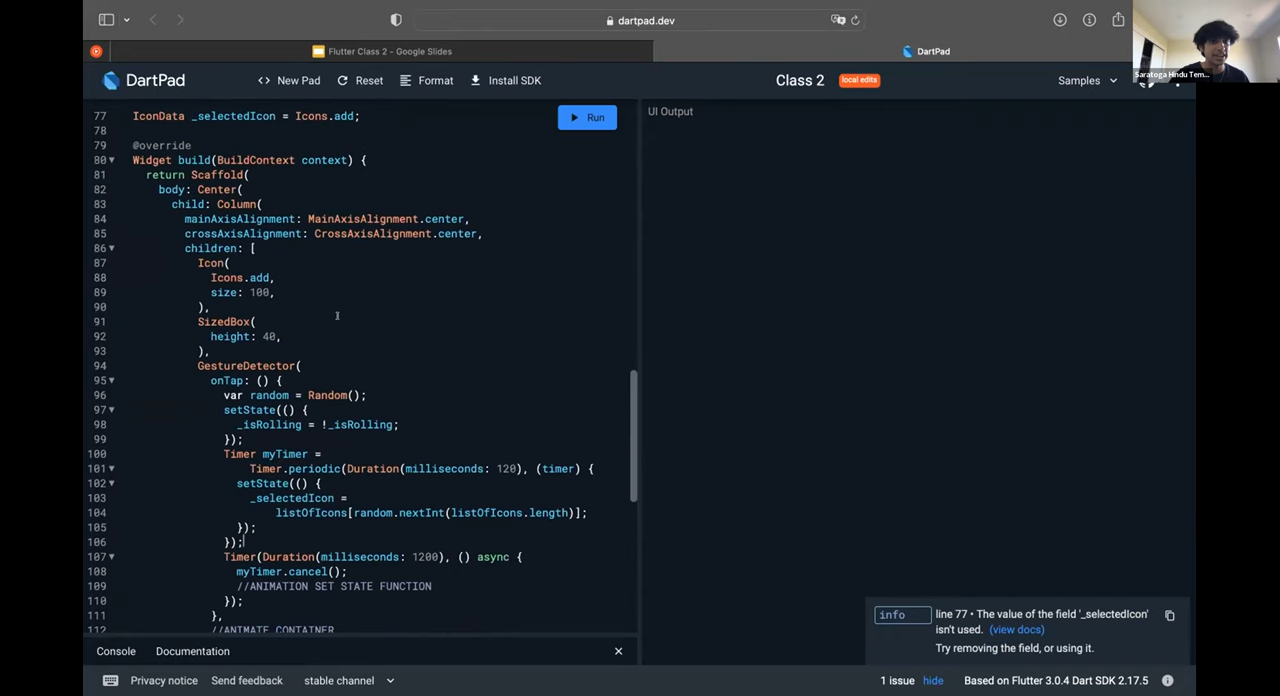 dartpad.dev
Flutter Class 2 - Google Slides
DartPad
Saratoga Hindu Tem...
DartPad
New Pad
Reset
Format
Install SDK
Class 2
local edits
Samples
77 IconData _selectedIcon = Icons.add;
Run
UI Output
78
79 @override
80 Widget build(BuildContext context) {
81 return Scaffold(
82 body: Center(
83 child: Column(
84 mainAxisAlignment: MainAxisAlignment.center,
85 crossAxisAlignment: CrossAxisAlignment.center,
86 children: [
87 Icon(
88 Icons.add,
89 size: 100,
90 ),
91 SizedBox(
92 height: 40,
93 ),
94 GestureDetector(
95 onTap: () {
96 var random = Random();
97 setState(() {
98 _isRolling = !_isRolling;
99 });
100 Timer myTimer =
101 Timer.periodic(Duration(milliseconds: 120), (timer) {
102 setState(() {
103 _selectedIcon =
104 listOfIcons[random.nextInt(listOfIcons.length)];
105 });
106 });
107 Timer(Duration(milliseconds: 1200), () async {
108 myTimer.cancel();
109 //ANIMATION SET STATE FUNCTION
110 });
111 },
112 //ANIMATE CONTAINER
info
line 77 • The value of the field '_selectedIcon'
isn't used. (view docs)
Try removing the field, or using it.
Console
Documentation
Privacy notice
Send feedback
stable channel
1 issue
hide
Based on Flutter 3.0.4 Dart SDK 2.17.5